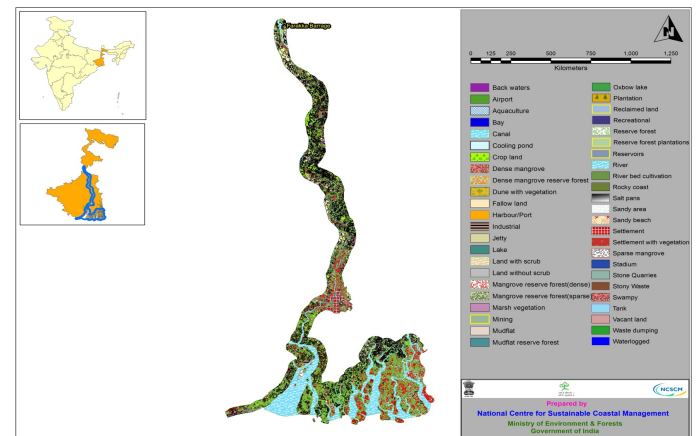 Farakka Barrage
N
0 125 250 500 750 1,000 1,250
Kilometers
Back waters
Airport
Aquaculture
Bay
Canal
Cooling pond
Crop land
Dense mangrove
Dense mangrove reserve forest
Dune with vegetation
Fallow land
Harbour/Port
Industrial
Jetty
Lake
Land with scrub
Land without scrub
Mangrove reserve forest(dense)
Mangrove reserve forest(sparse)
Marsh vegetation
Mining
Mudflat
Mudflat reserve forest
Oxbow lake
Plantation
Reclaimed land
Recreational
Reserve forest
Reserve forest plantations
Reservoirs
River
River bed cultivation
Rocky coast
Salt pans
Sandy area
Sandy beach
Settlement
Settlement with vegetation
Sparse mangrove
Stadium
Stone Quarries
Stony Waste
Swampy
Tank
Vacant land
Waste dumping
Waterlogged
NCSCM
Prepared by
National Centre for Sustainable Coastal Management
Ministry of Environment & Forests
Government of India